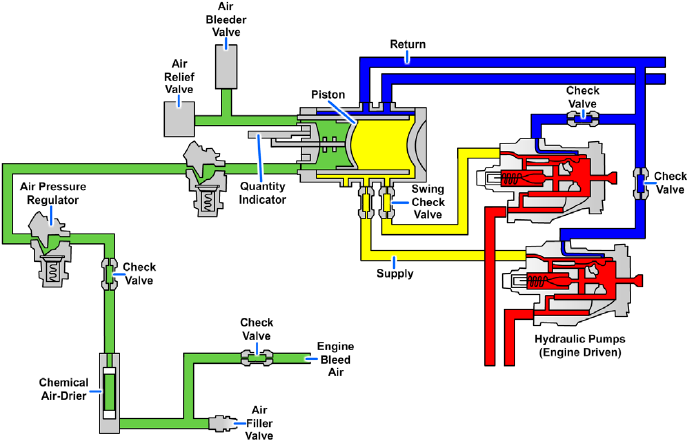 Air
Bleeder
Valve
Return
Air
Relief
Valve
Piston
Check
Valve
Check
Valve
Air Pressure
Regulator
Quantity
Indicator
Swing
Check
Valve
Supply
Check
Valve
Check
Valve
Engine
Bleed
Air
Hydraulic Pumps
(Engine Driven)
Chemical
Air-Drier
Air
Filler
Valve